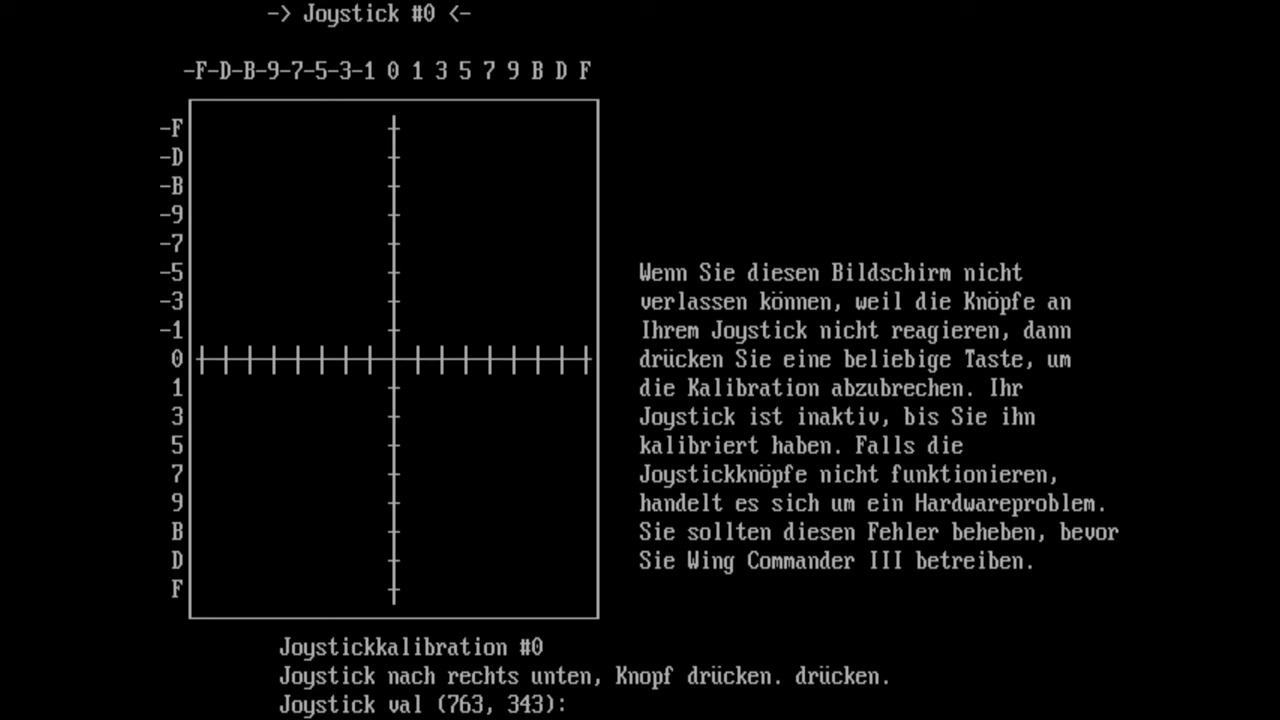 -> Joystick #0 <-
-F-D-B-9-7-5-3-1 0 1 3 5 7 9 B D F
-F
-D
-B
-9
-7
-5
-3
-1
0
1
3
5
7
9
B
D
F
Wenn Sie diesen Bildschirm nicht
verlassen können, weil die Knöpfe an
Ihrem Joystick nicht reagieren, dann
drücken Sie eine beliebige Taste, um
die Kalibration abzubrechen. Ihr
Joystick ist inaktiv, bis Sie ihn
kalibriert haben. Falls die
Joystickknöpfe nicht funktionieren,
handelt es sich um ein Hardwareproblem.
Sie sollten diesen Fehler beheben, bevor
Sie Wing Commander III betreiben.
Joystickkalibration #0
Joystick nach rechts unten, Knopf drücken. drücken.
Joystick val (763, 343):